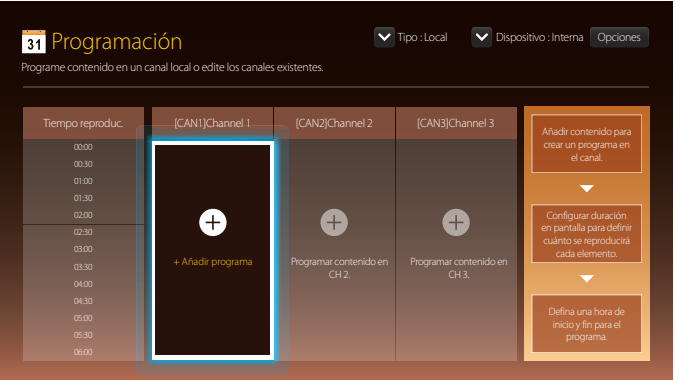 31 Programación
Tipo : Local
Dispositivo : Interna
Opciones
Programe contenido en un canal local o edite los canales existentes.
Tiempo reproduc.
[CAN1]Channel 1
[CAN2]Channel 2
[CAN3]Channel 3
00:00
00:30
01:00
01:30
02:00
02:30
03:00
03:30
04:00
04:30
05:00
05:30
06:00
+ Añadir programa
Programar contenido en
CH 2.
Programar contenido en
CH 3.
Añadir contenido para
crear un programa en
el canal.
Configurar duración
en pantalla para definir
cuánto se reproducirá
cada elemento.
Defina una hora de
inicio y fin para el
programa.